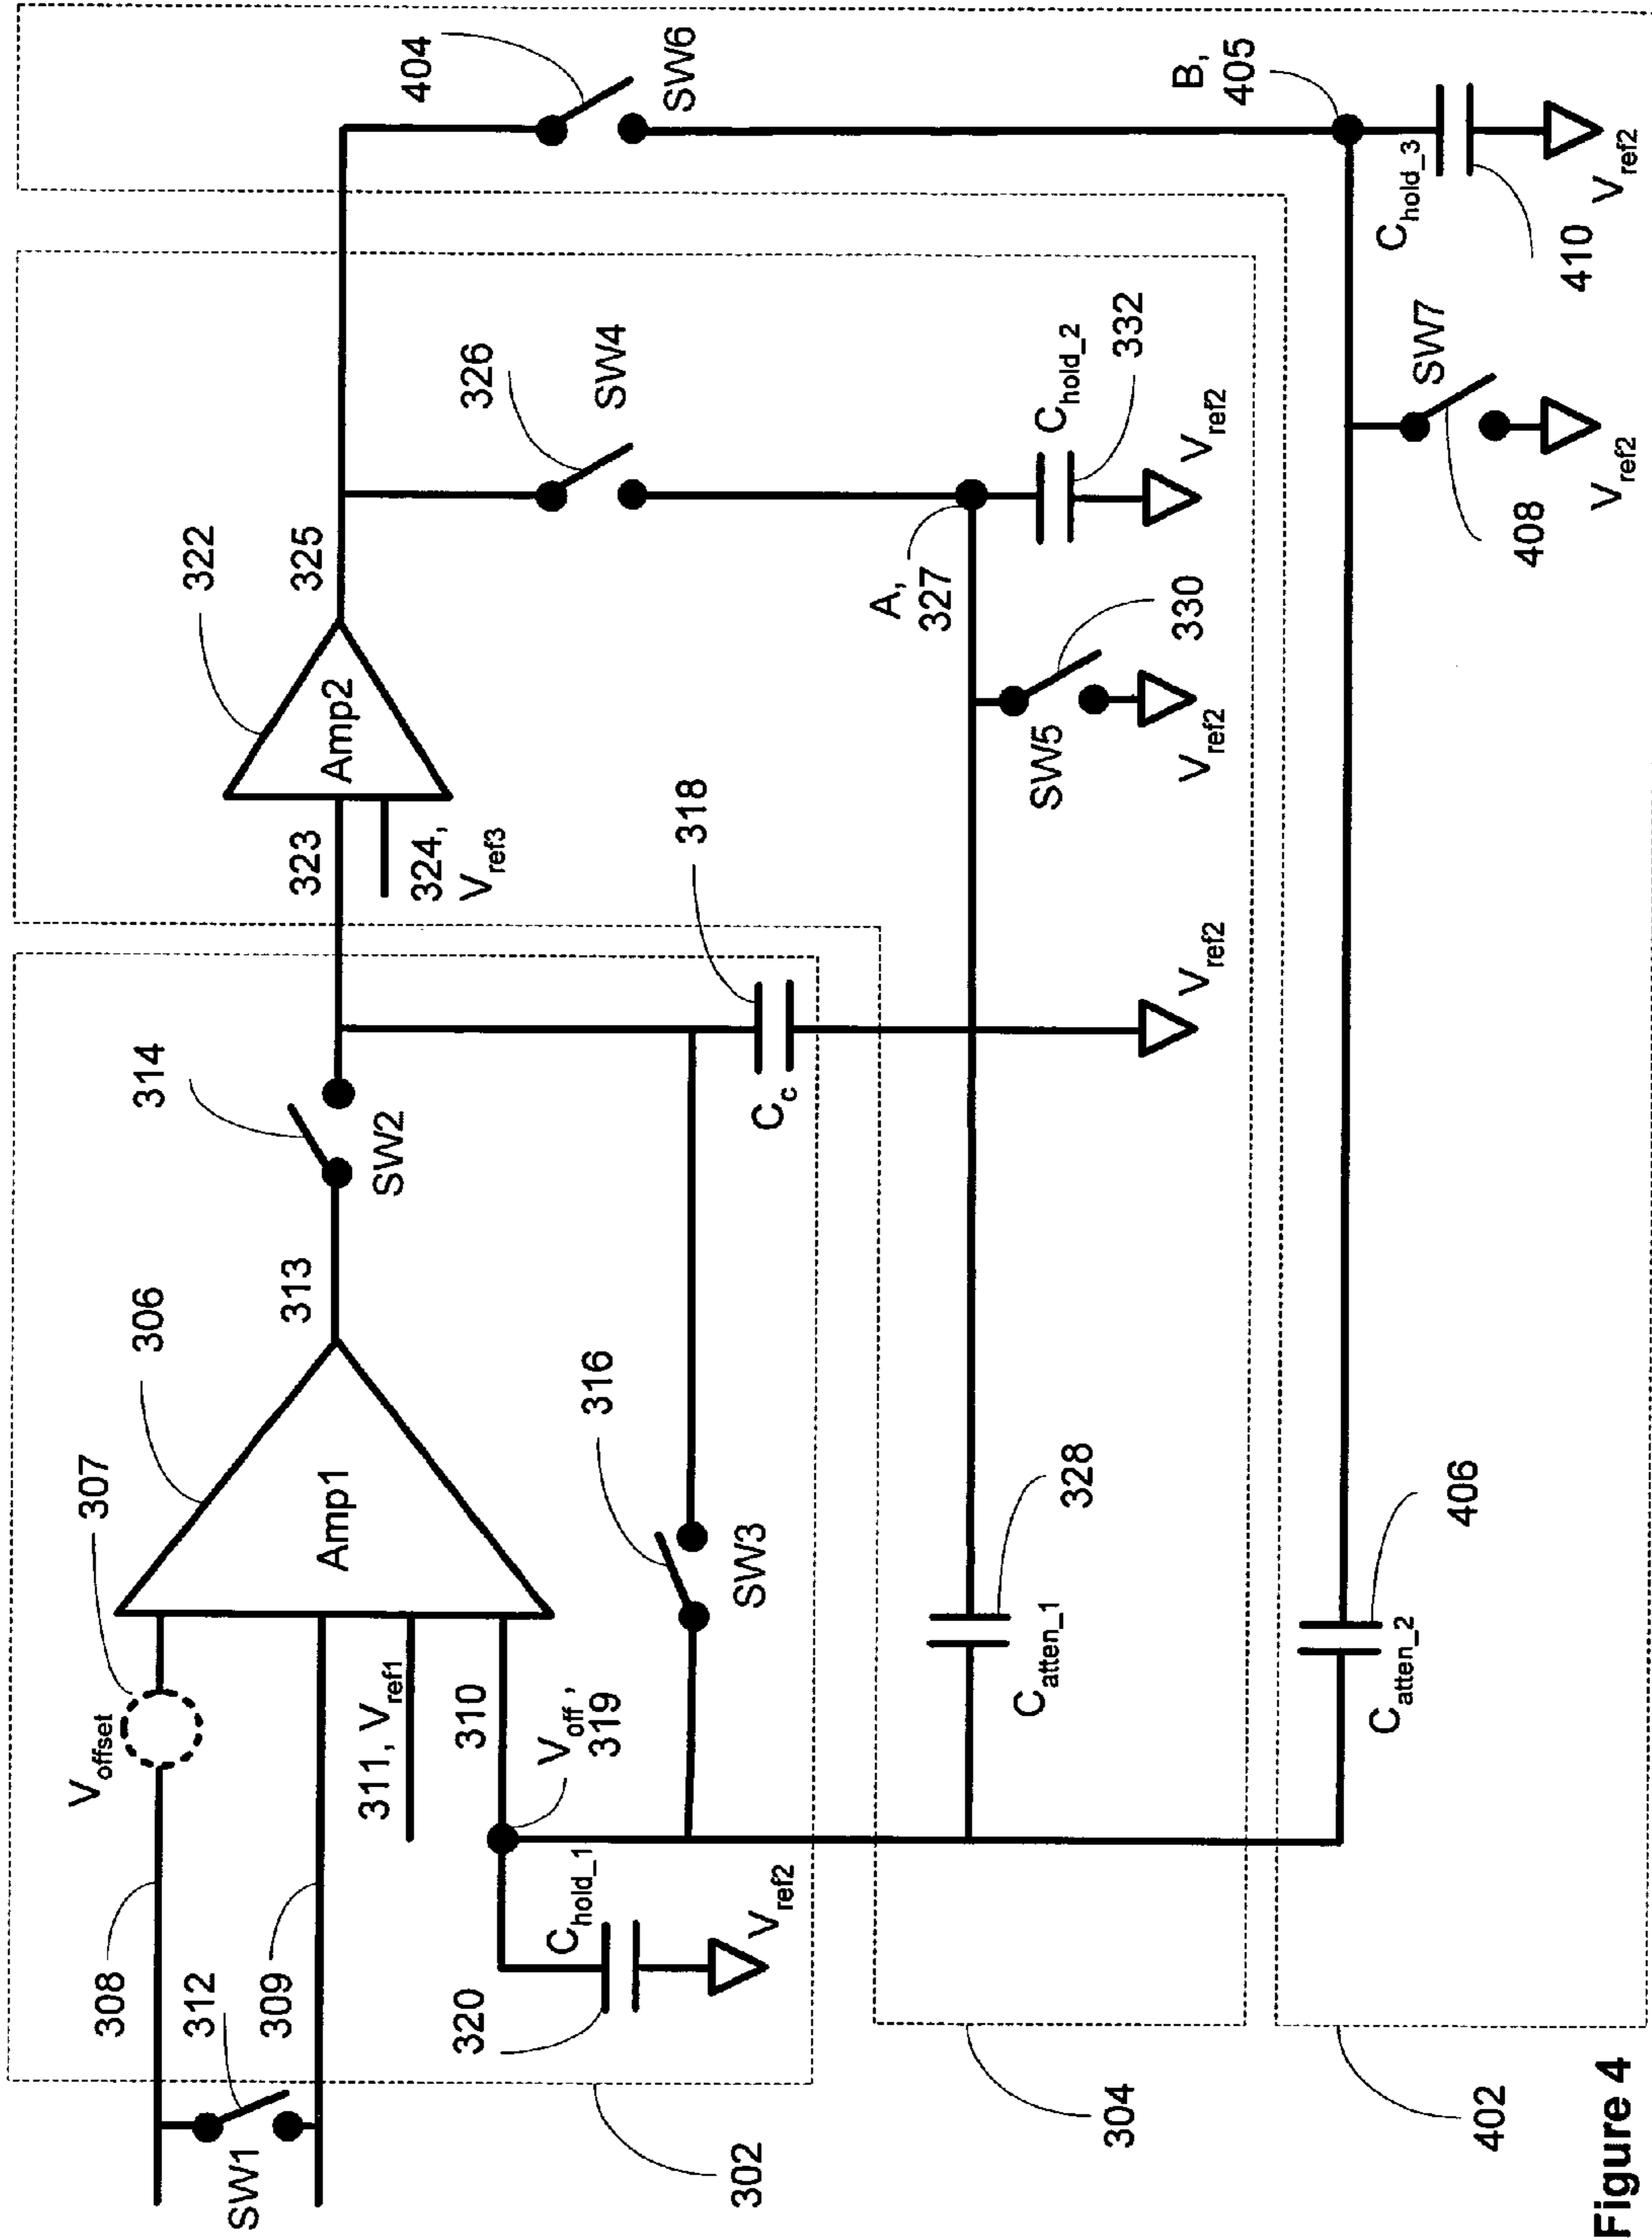 404
SW6
B,
405
Chold_3
410
Vref2
322
325
326
SW4
Amp2
323
324,
Vref3
A,
327
Chold_2
332
Vref2
SW5
330
Vref2
SW7
408
Vref2
318
Cc
Vref2
314
SW2
313
306
307
Voffset
Amp1
316
SW3
308
312
309
SW1
311, Vref1
310
Voff,
319
Chold_1
320
Vref2
328
Catten_1
406
Catten_2
302
304
402
Figure 4